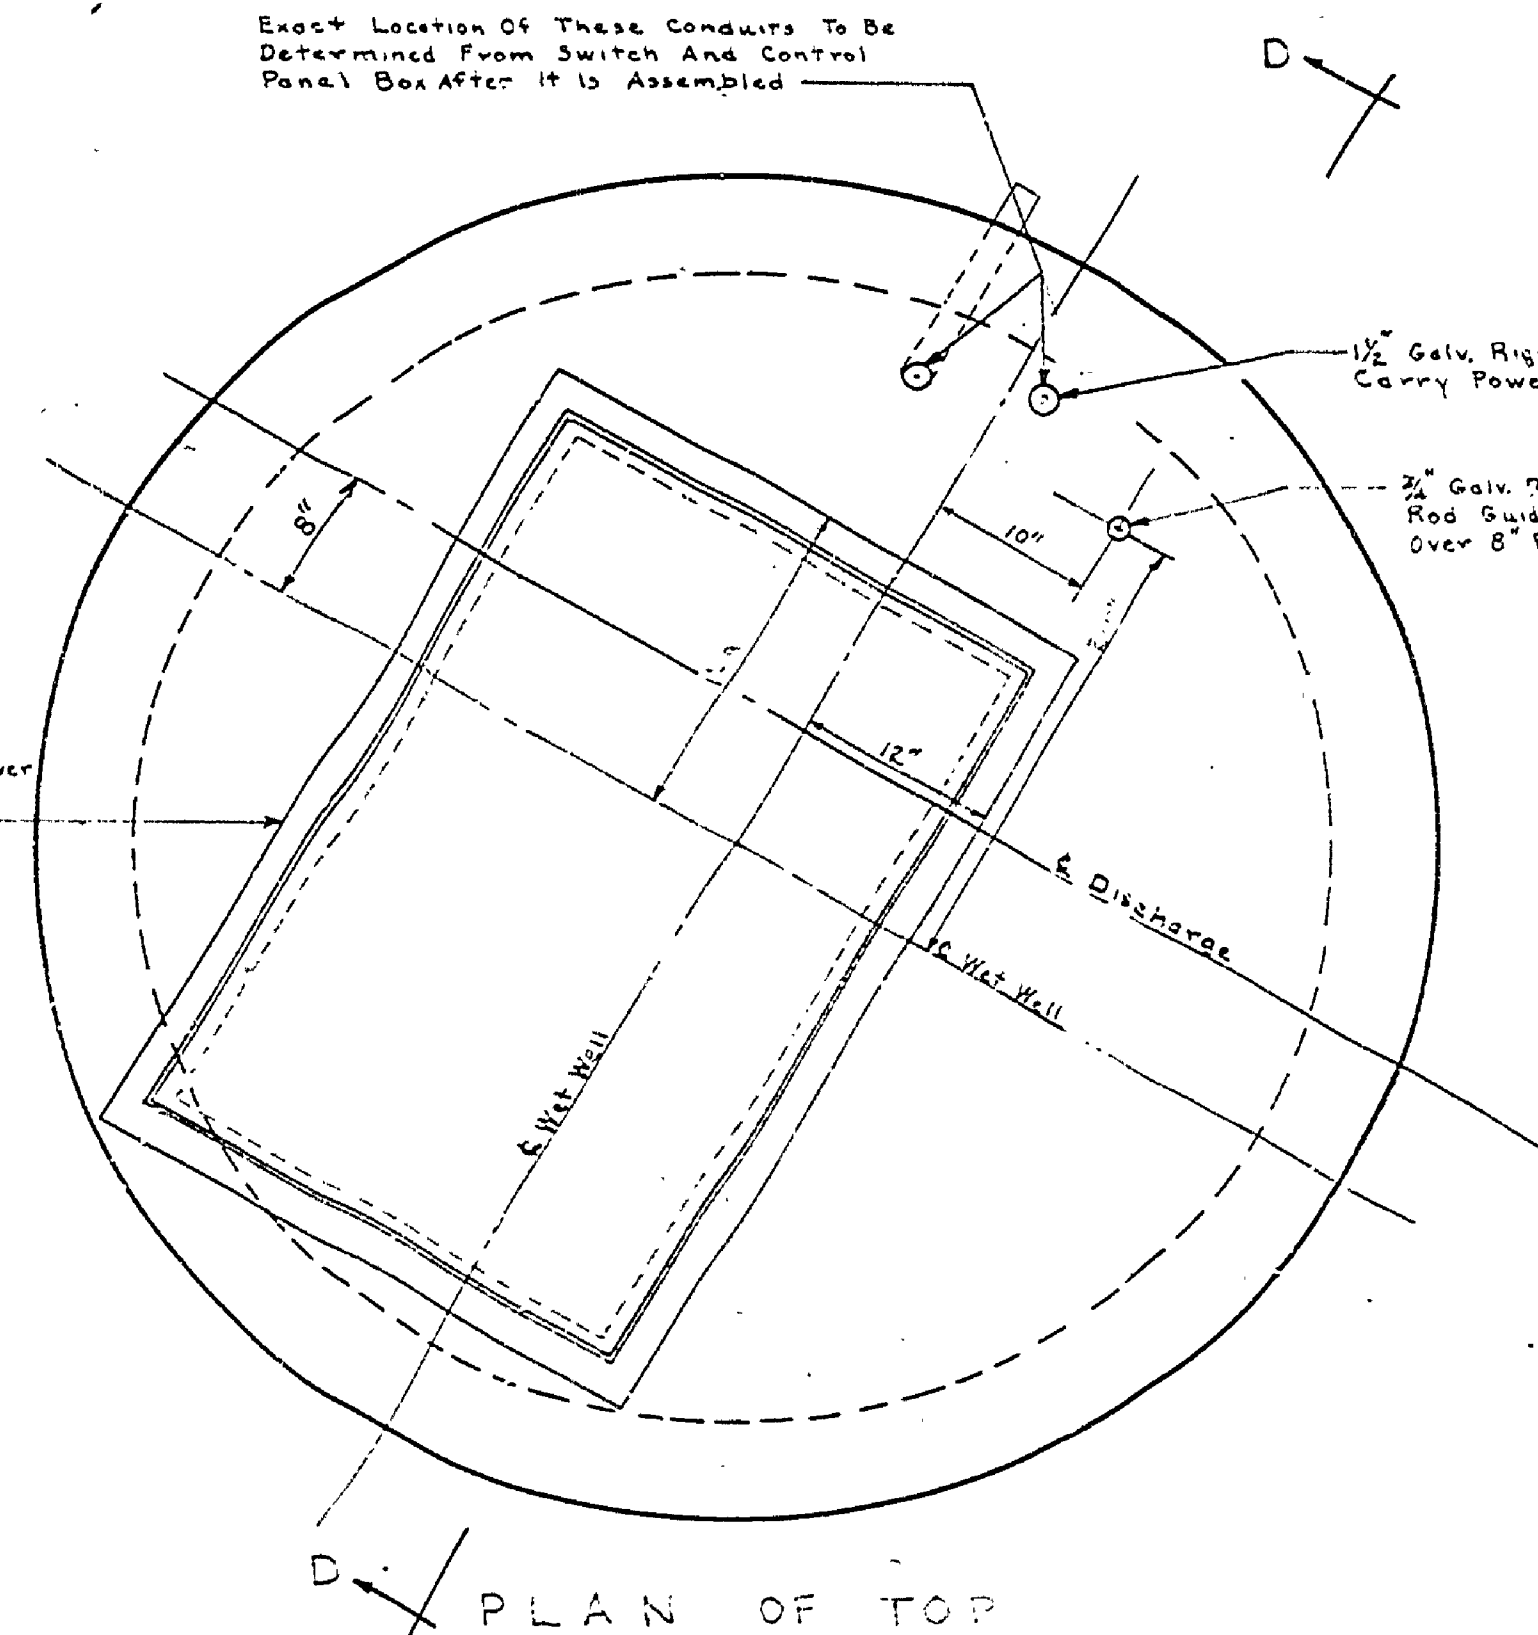 Exact Location Of These Conduits To Be
Determined From Switch And Control
Panel Box After It Is Assembled
D
1½" Galv. Rig
Carry Powe
8"
10"
¾" Galv.
Rod Guid
Over 8"
12"
ver
℄ Discharge
℄ Wet Well
℄ Wet Well
D
PLAN OF TOP